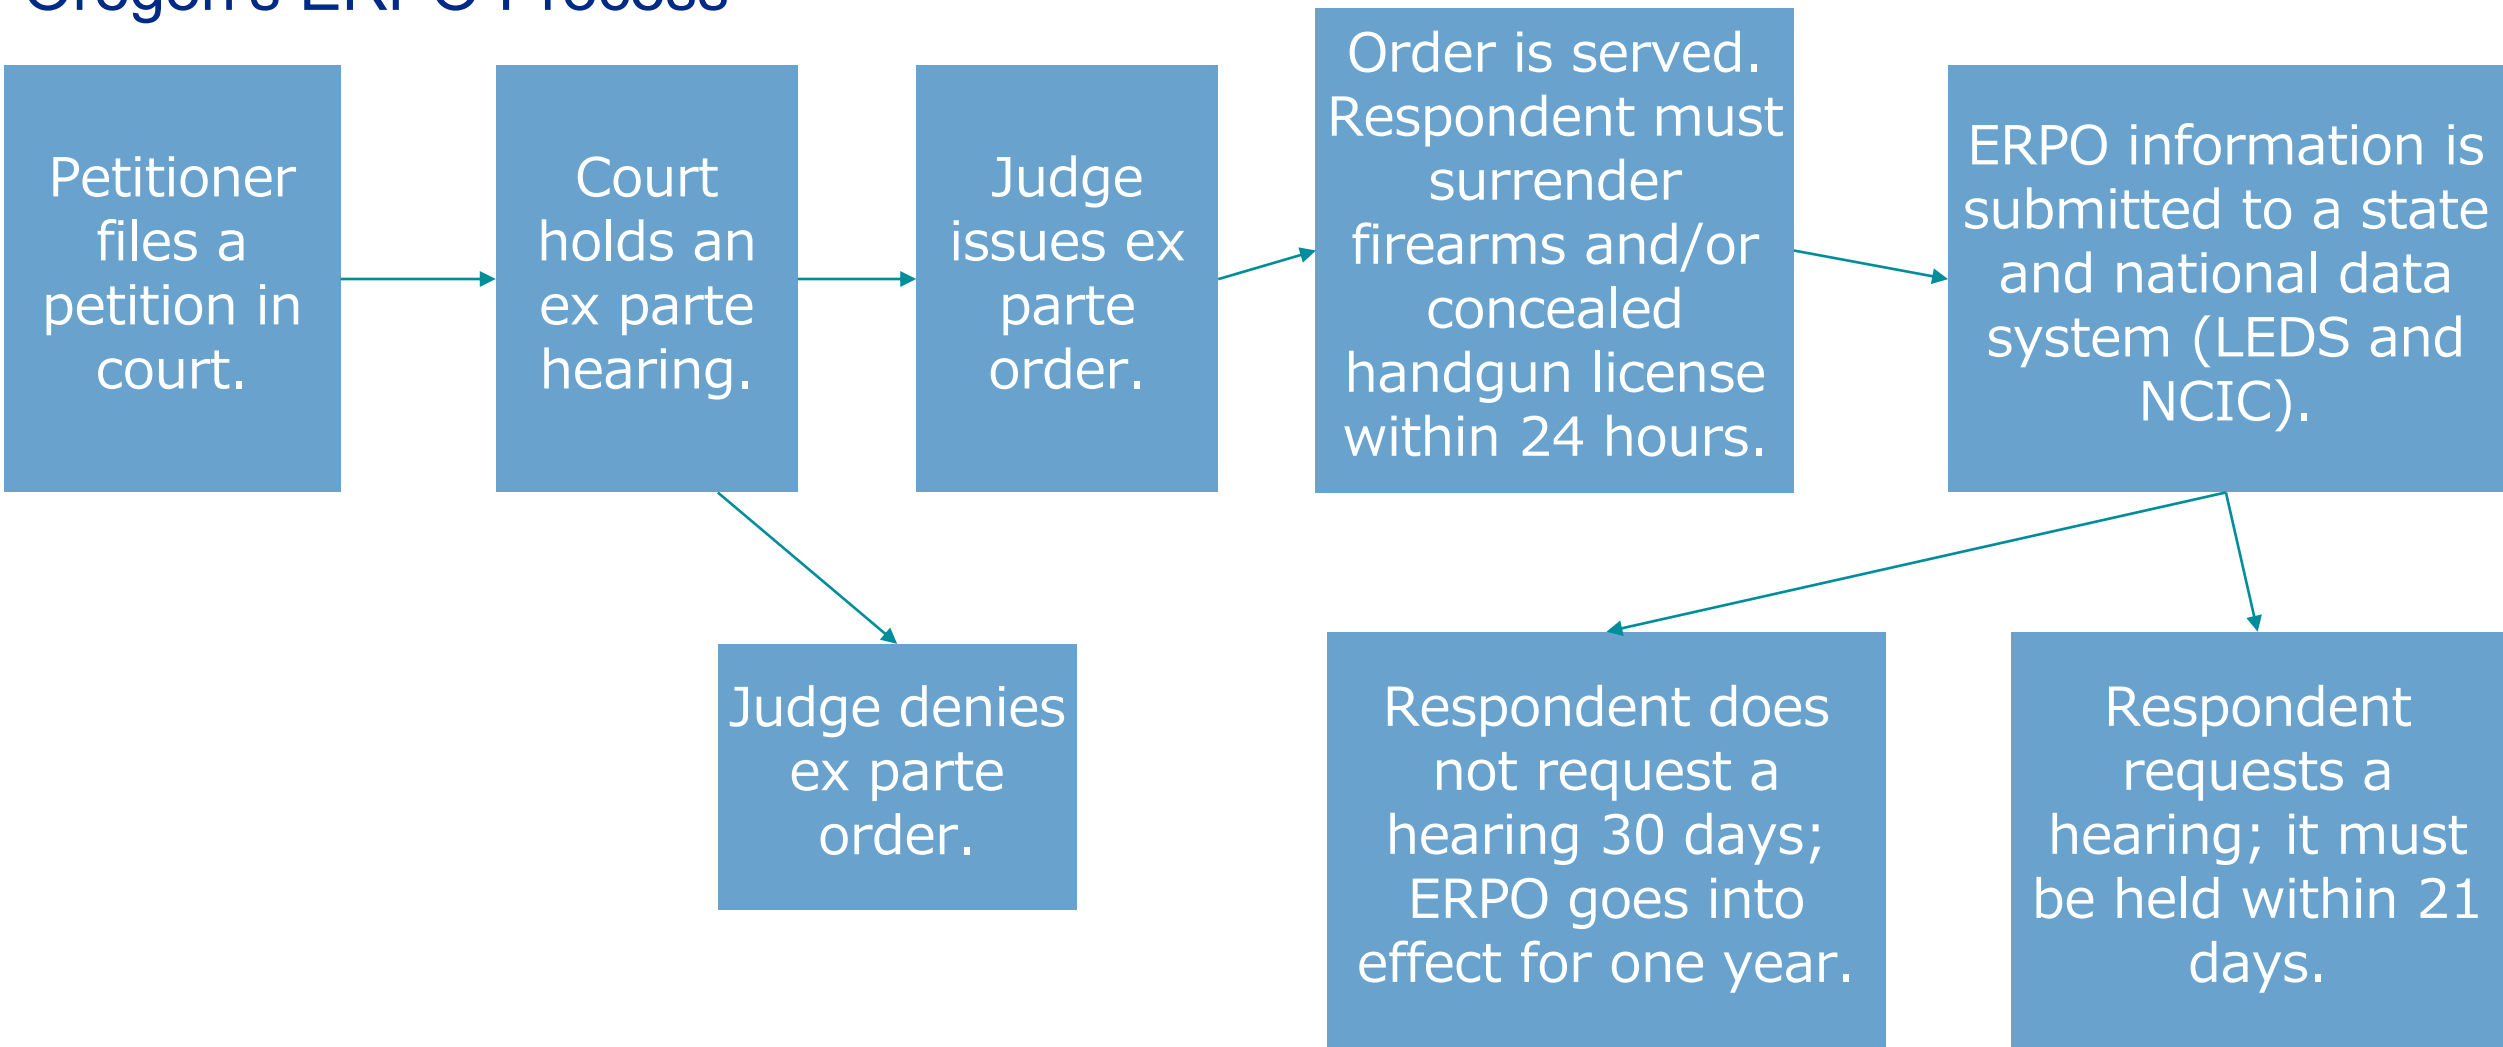 Oregon's ERPO Process
Petitioner
files a
petition in
court.
Court
holds an
ex parte
hearing.
Judge
issues ex
parte
order.
Order is served.
Respondent must
surrender
firearms and/or
concealed
handgun license
within 24 hours.
ERPO information is
submitted to a state
and national data
system (LEDS and
NCIC).
Judge denies
ex parte
order.
Respondent does
not request a
hearing 30 days;
ERPO goes into
effect for one year.
Respondent
requests a
hearing; it must
be held within 21
days.